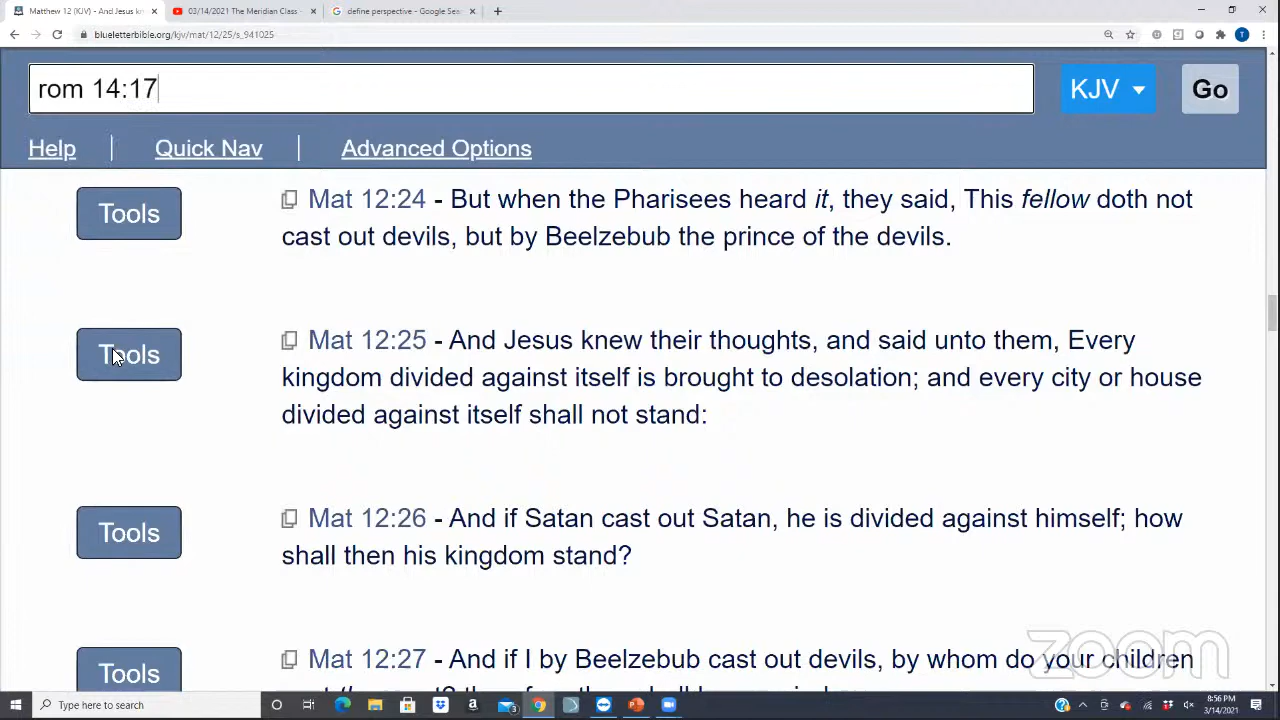 Matthew 12 (KJV) - And Jesus kn
03/14/2021 The Meridian Class -
define perspective - Google Sea
blueletterbible.org/kjv/mat/12/25/s_941025
T
rom 14:17
KJV
Go
Help
Quick Nav
Advanced Options
Tools
Mat 12:24 - But when the Pharisees heard it, they said, This fellow doth not
cast out devils, but by Beelzebub the prince of the devils.
Tools
Mat 12:25 - And Jesus knew their thoughts, and said unto them, Every
kingdom divided against itself is brought to desolation; and every city or house
divided against itself shall not stand:
Tools
Mat 12:26 - And if Satan cast out Satan, he is divided against himself; how
shall then his kingdom stand?
Tools
Mat 12:27 - And if I by Beelzebub cast out devils, by whom do your children
zoom
Type here to search
8:56 PM
3/14/2021